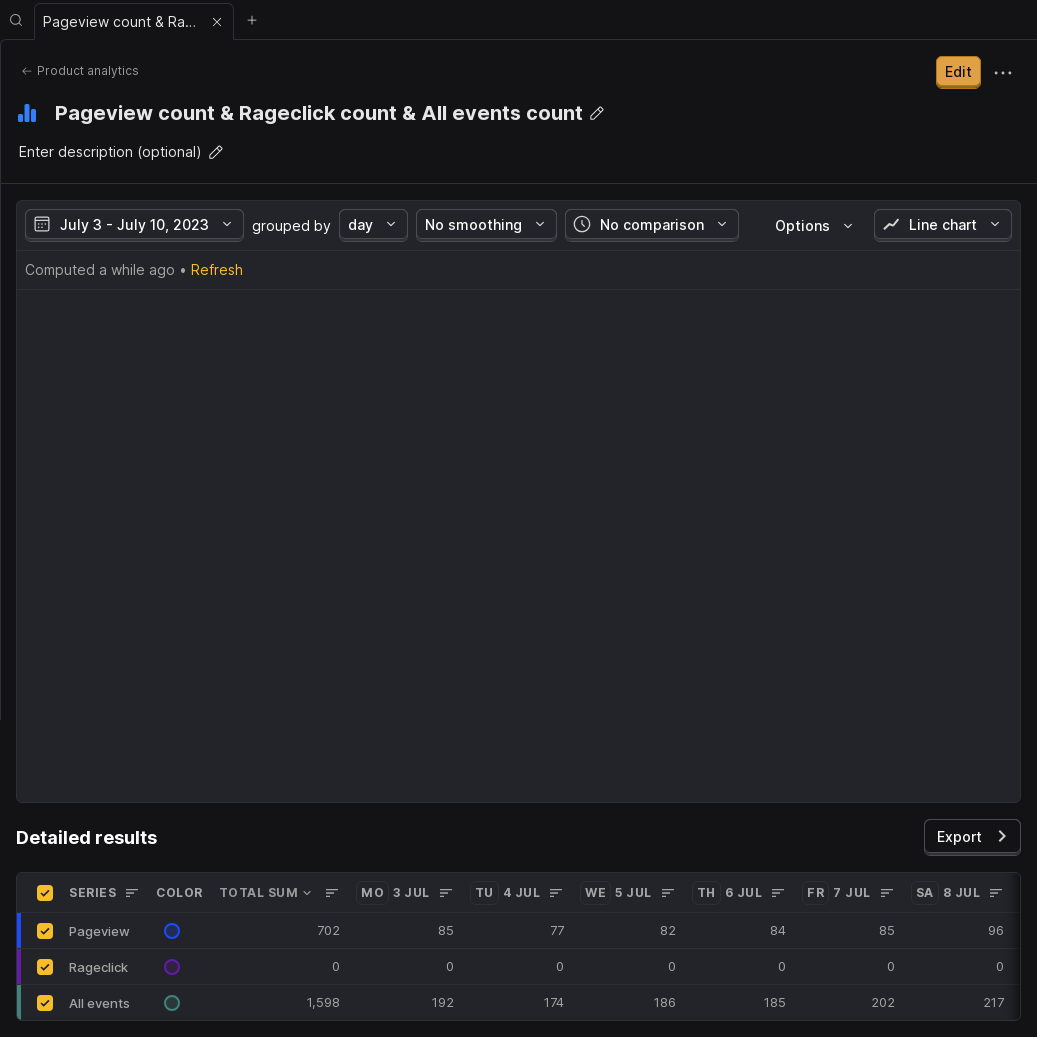 Pageview count & Ra...
Product analytics
Edit
Pageview count & Rageclick count & All events count
Enter description (optional)
July 3 - July 10, 2023 grouped by day No smoothing No comparison Options Line chart
Computed a while ago • Refresh
Detailed results
Export
SERIES COLOR TOTAL SUM MO 3 JUL TU 4 JUL WE 5 JUL TH 6 JUL FR 7 JUL SA 8 JUL
Pageview 702 85 77 82 84 85 96
Rageclick 0 0 0 0 0 0 0
All events 1,598 192 174 186 185 202 217